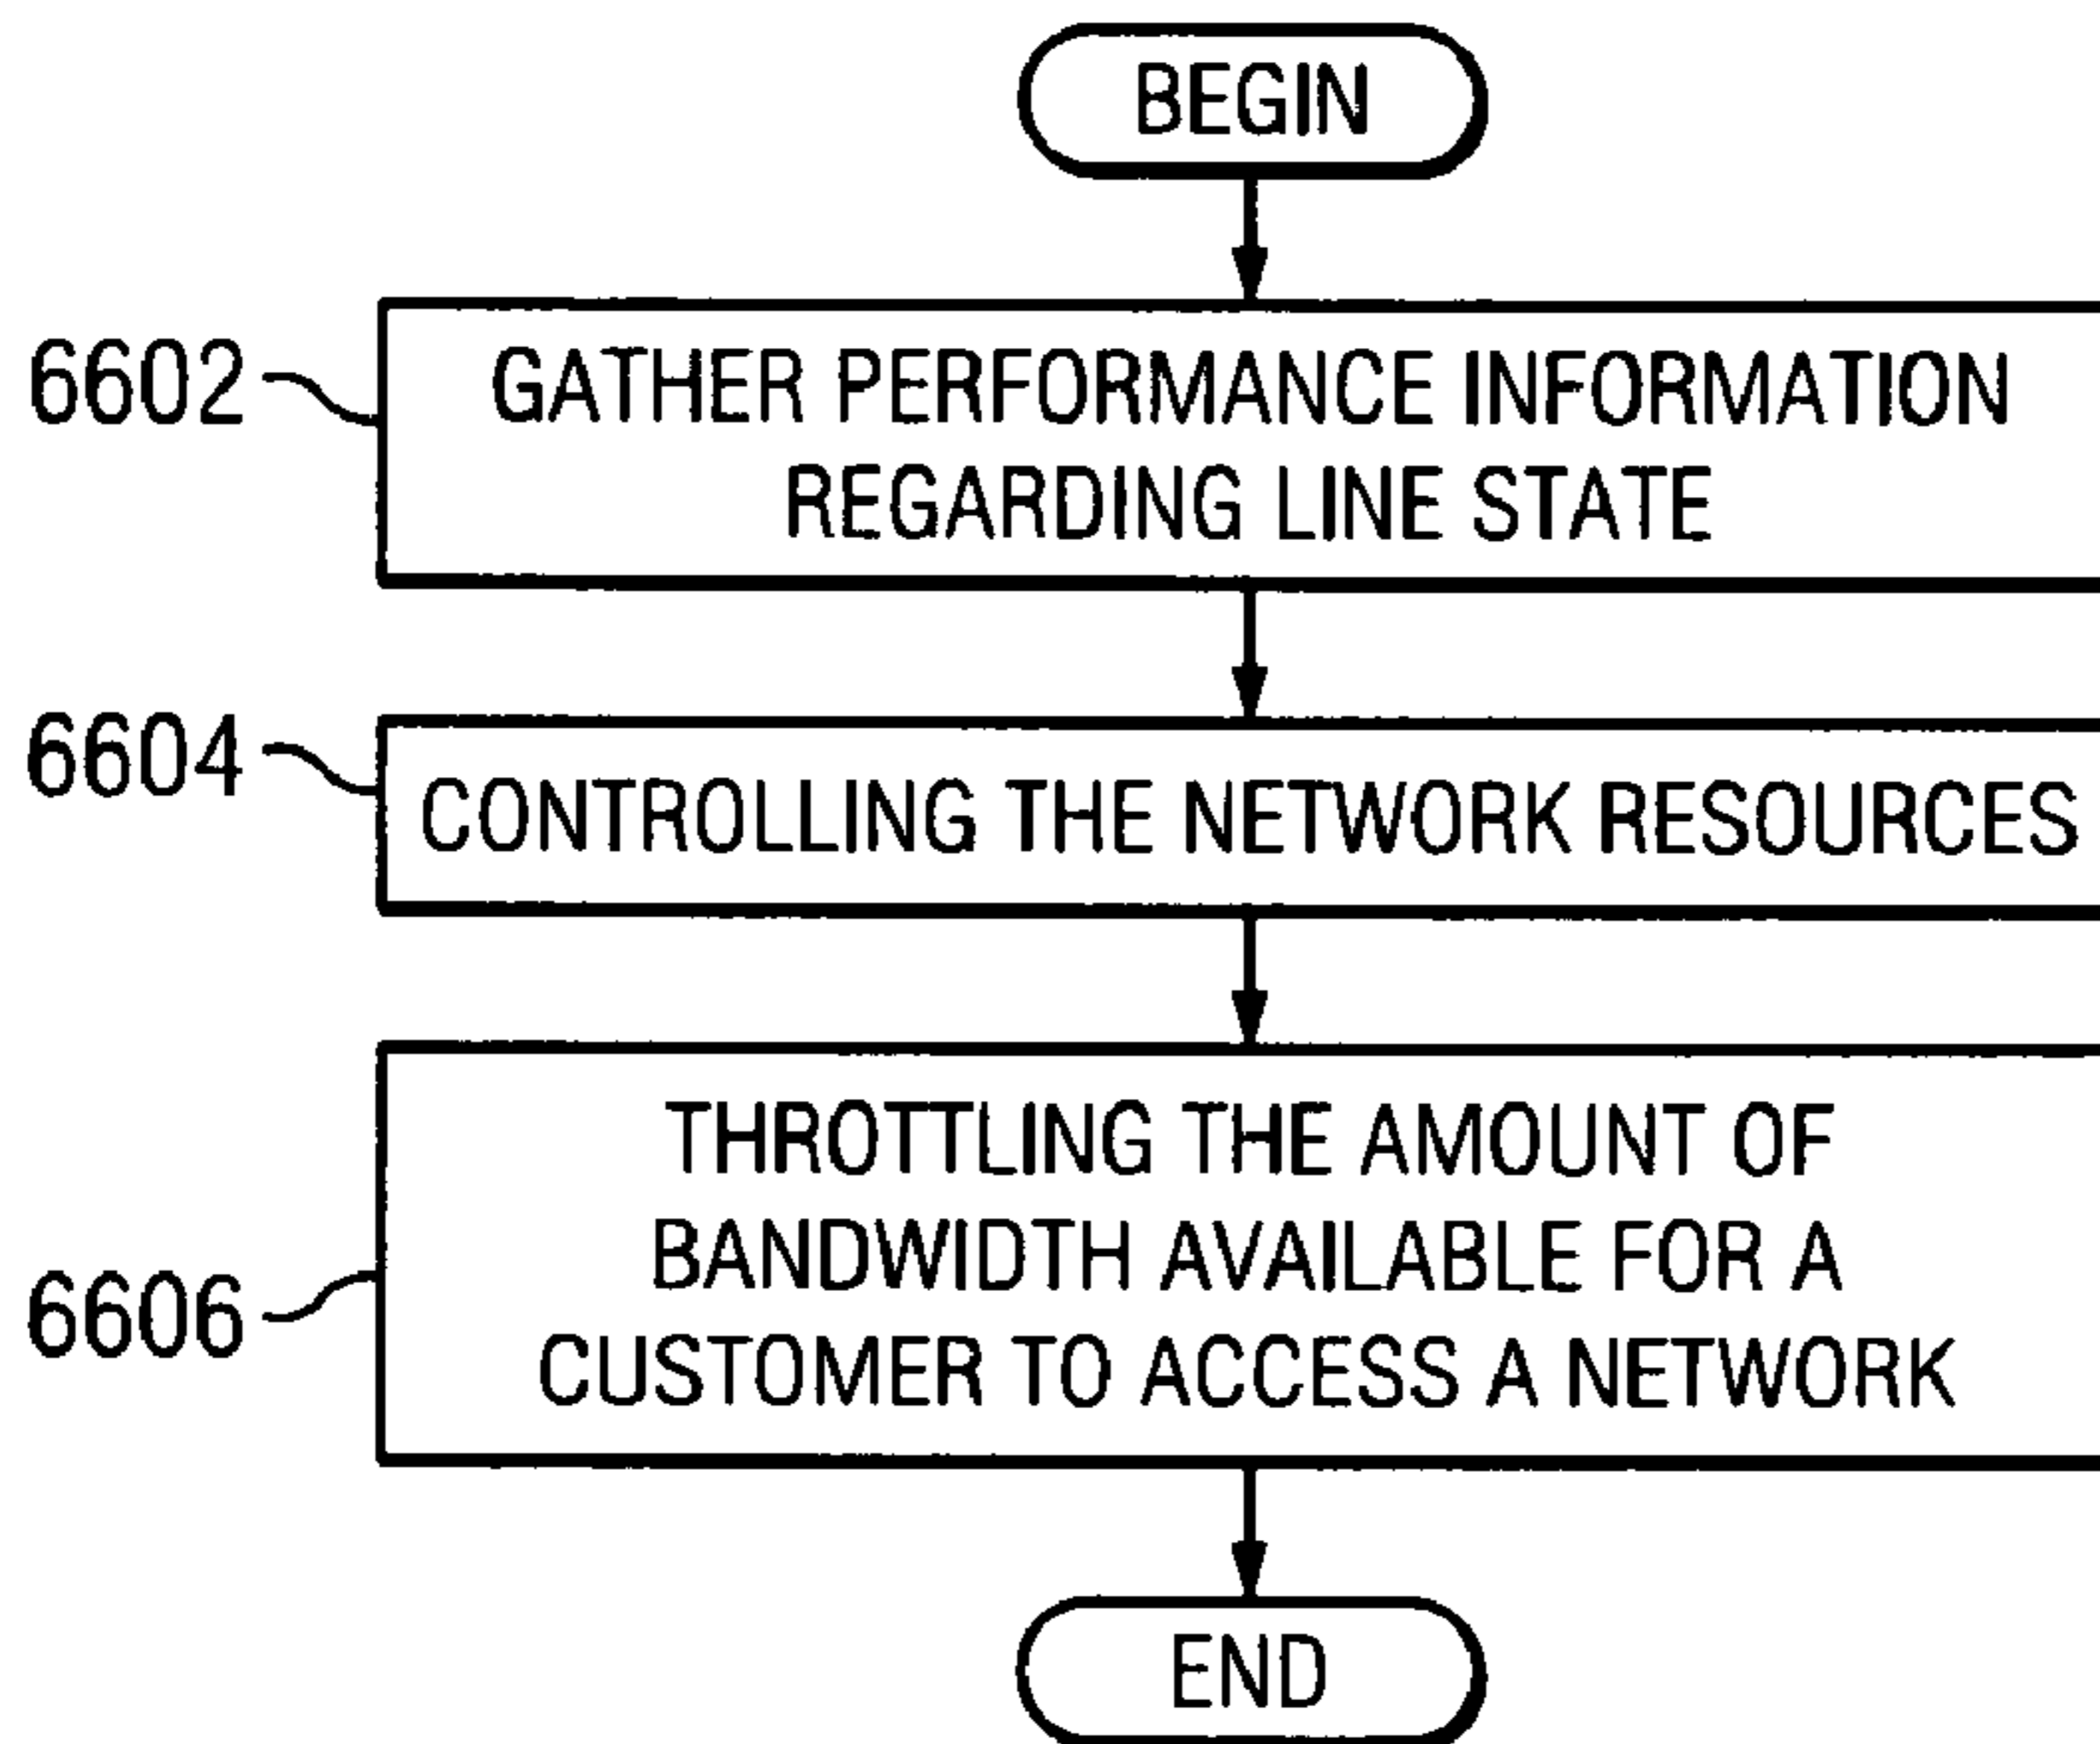 BEGIN
6602
GATHER PERFORMANCE INFORMATION
REGARDING LINE STATE
6604
CONTROLLING THE NETWORK RESOURCES
THROTTLING THE AMOUNT OF
BANDWIDTH AVAILABLE FOR A
6606
CUSTOMER TO ACCESS A NETWORK
END